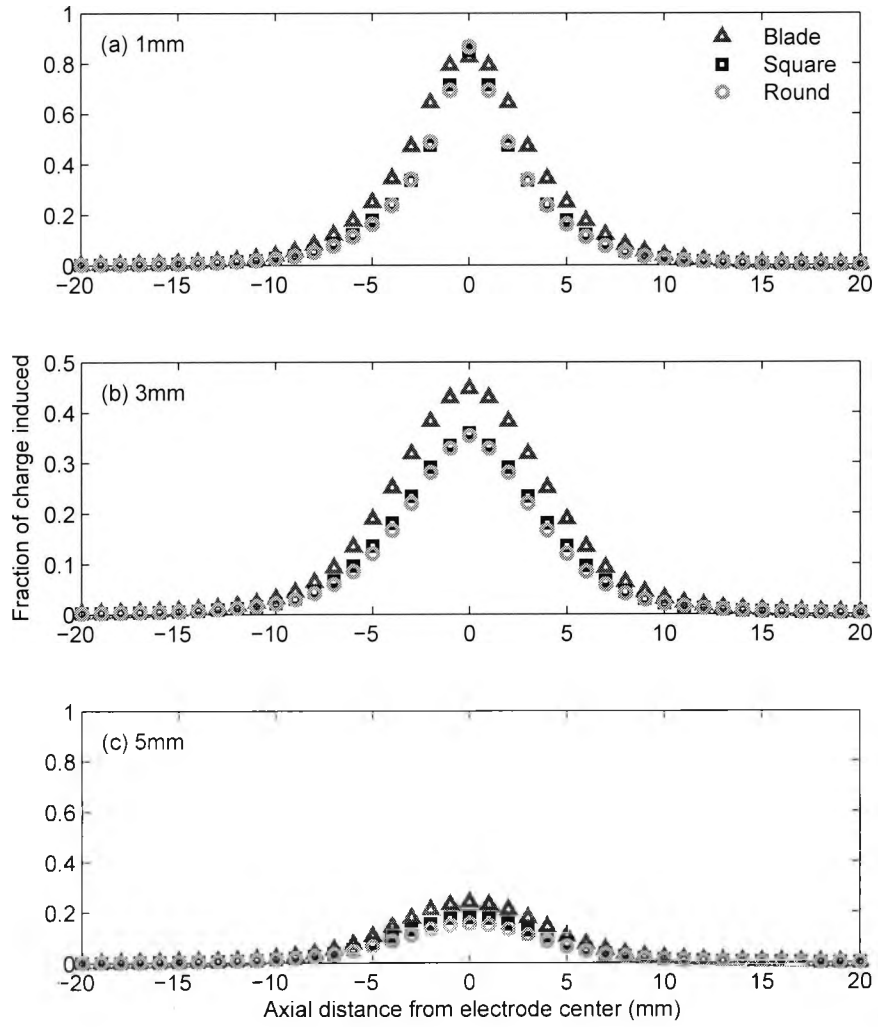 (a) 1mm
Blade
Square
Round
1
0.8
0.6
0.4
0.2
0
−20 −15 −10 −5 0 5 10 15 20
Fraction of charge induced
(b) 3mm
0.5
0.4
0.3
0.2
0.1
0
−20 −15 −10 −5 0 5 10 15 20
(c) 5mm
1
0.8
0.6
0.4
0.2
0
−20 −15 −10 −5 0 5 10 15 20
Axial distance from electrode center (mm)